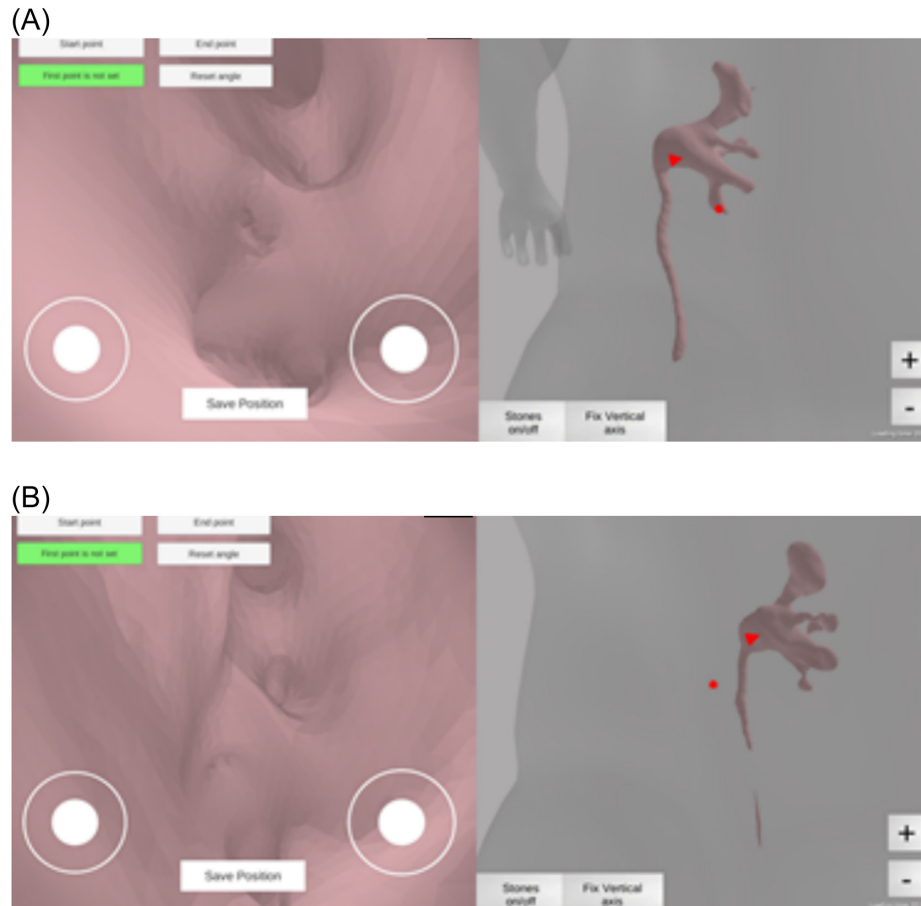 (A)
Start point
End point
First point is not set
Reset angle
Save Position
+
-
Stones
on/off
Fix Vertical
axis
(B)
Start point
End point
First point is not set
Reset angle
Save Position
+
-
Stones
on/off
Fix Vertical
axis